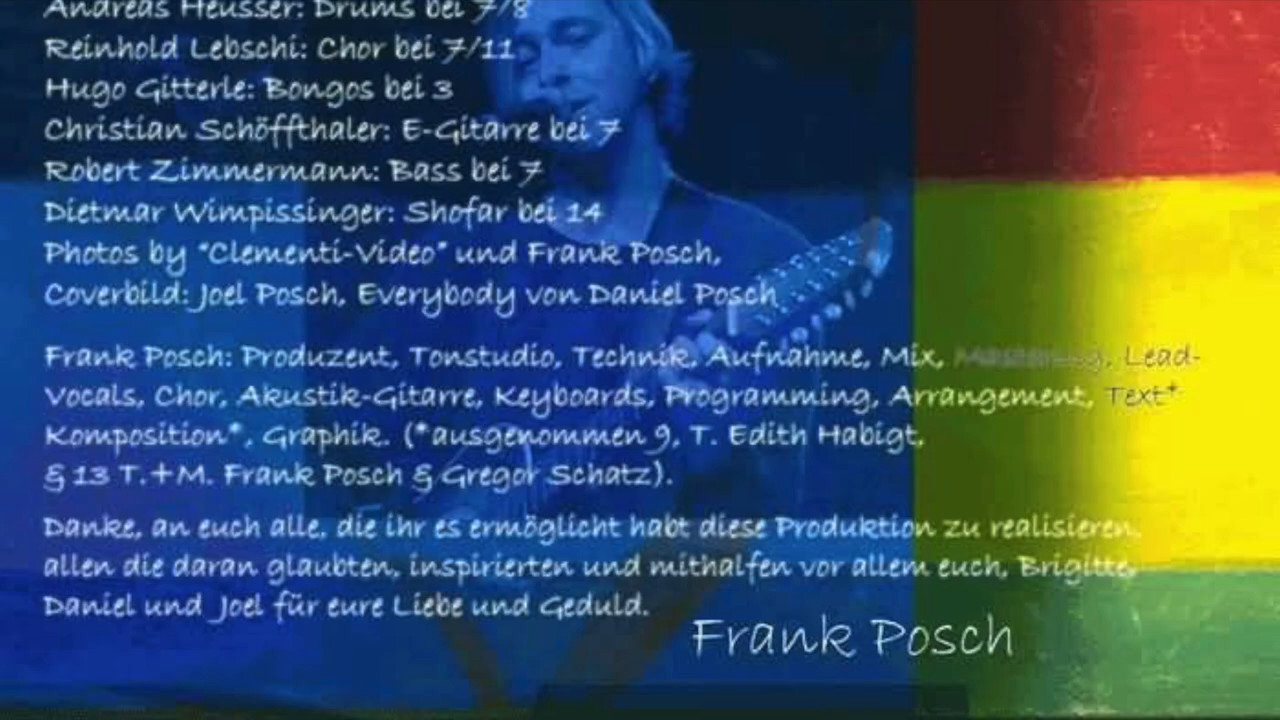 Andreas Heusser: Drums bei 7/8
Reinhold Lebschi: Chor bei 7/11
Hugo Gitterle: Bongos bei 3
Christian Schöffthaler: E-Gitarre bei 7
Robert Zimmermann: Bass bei 7
Dietmar Wimpissinger: Shofar bei 14
Photos by "Clementi-Video" und Frank Posch,
Coverbild: Joel Posch, Everybody von Daniel Posch
Frank Posch: Produzent, Tonstudio, Technik, Aufnahme, Mix, Lead-
Vocals, Chor, Akustik-Gitarre, Keyboards, Programming, Arrangement, Text*
Komposition*, Graphik. (*ausgenommen 9, T. Edith Habigt,
§ 13 T.+M. Frank Posch & Gregor Schatz).
Danke, an euch alle, die ihr es ermöglicht habt diese Produktion zu realisieren,
allen die daran glaubten, inspirierten und mithalfen vor allem euch, Brigitte,
Daniel und Joel für eure Liebe und Geduld.
Frank Posch